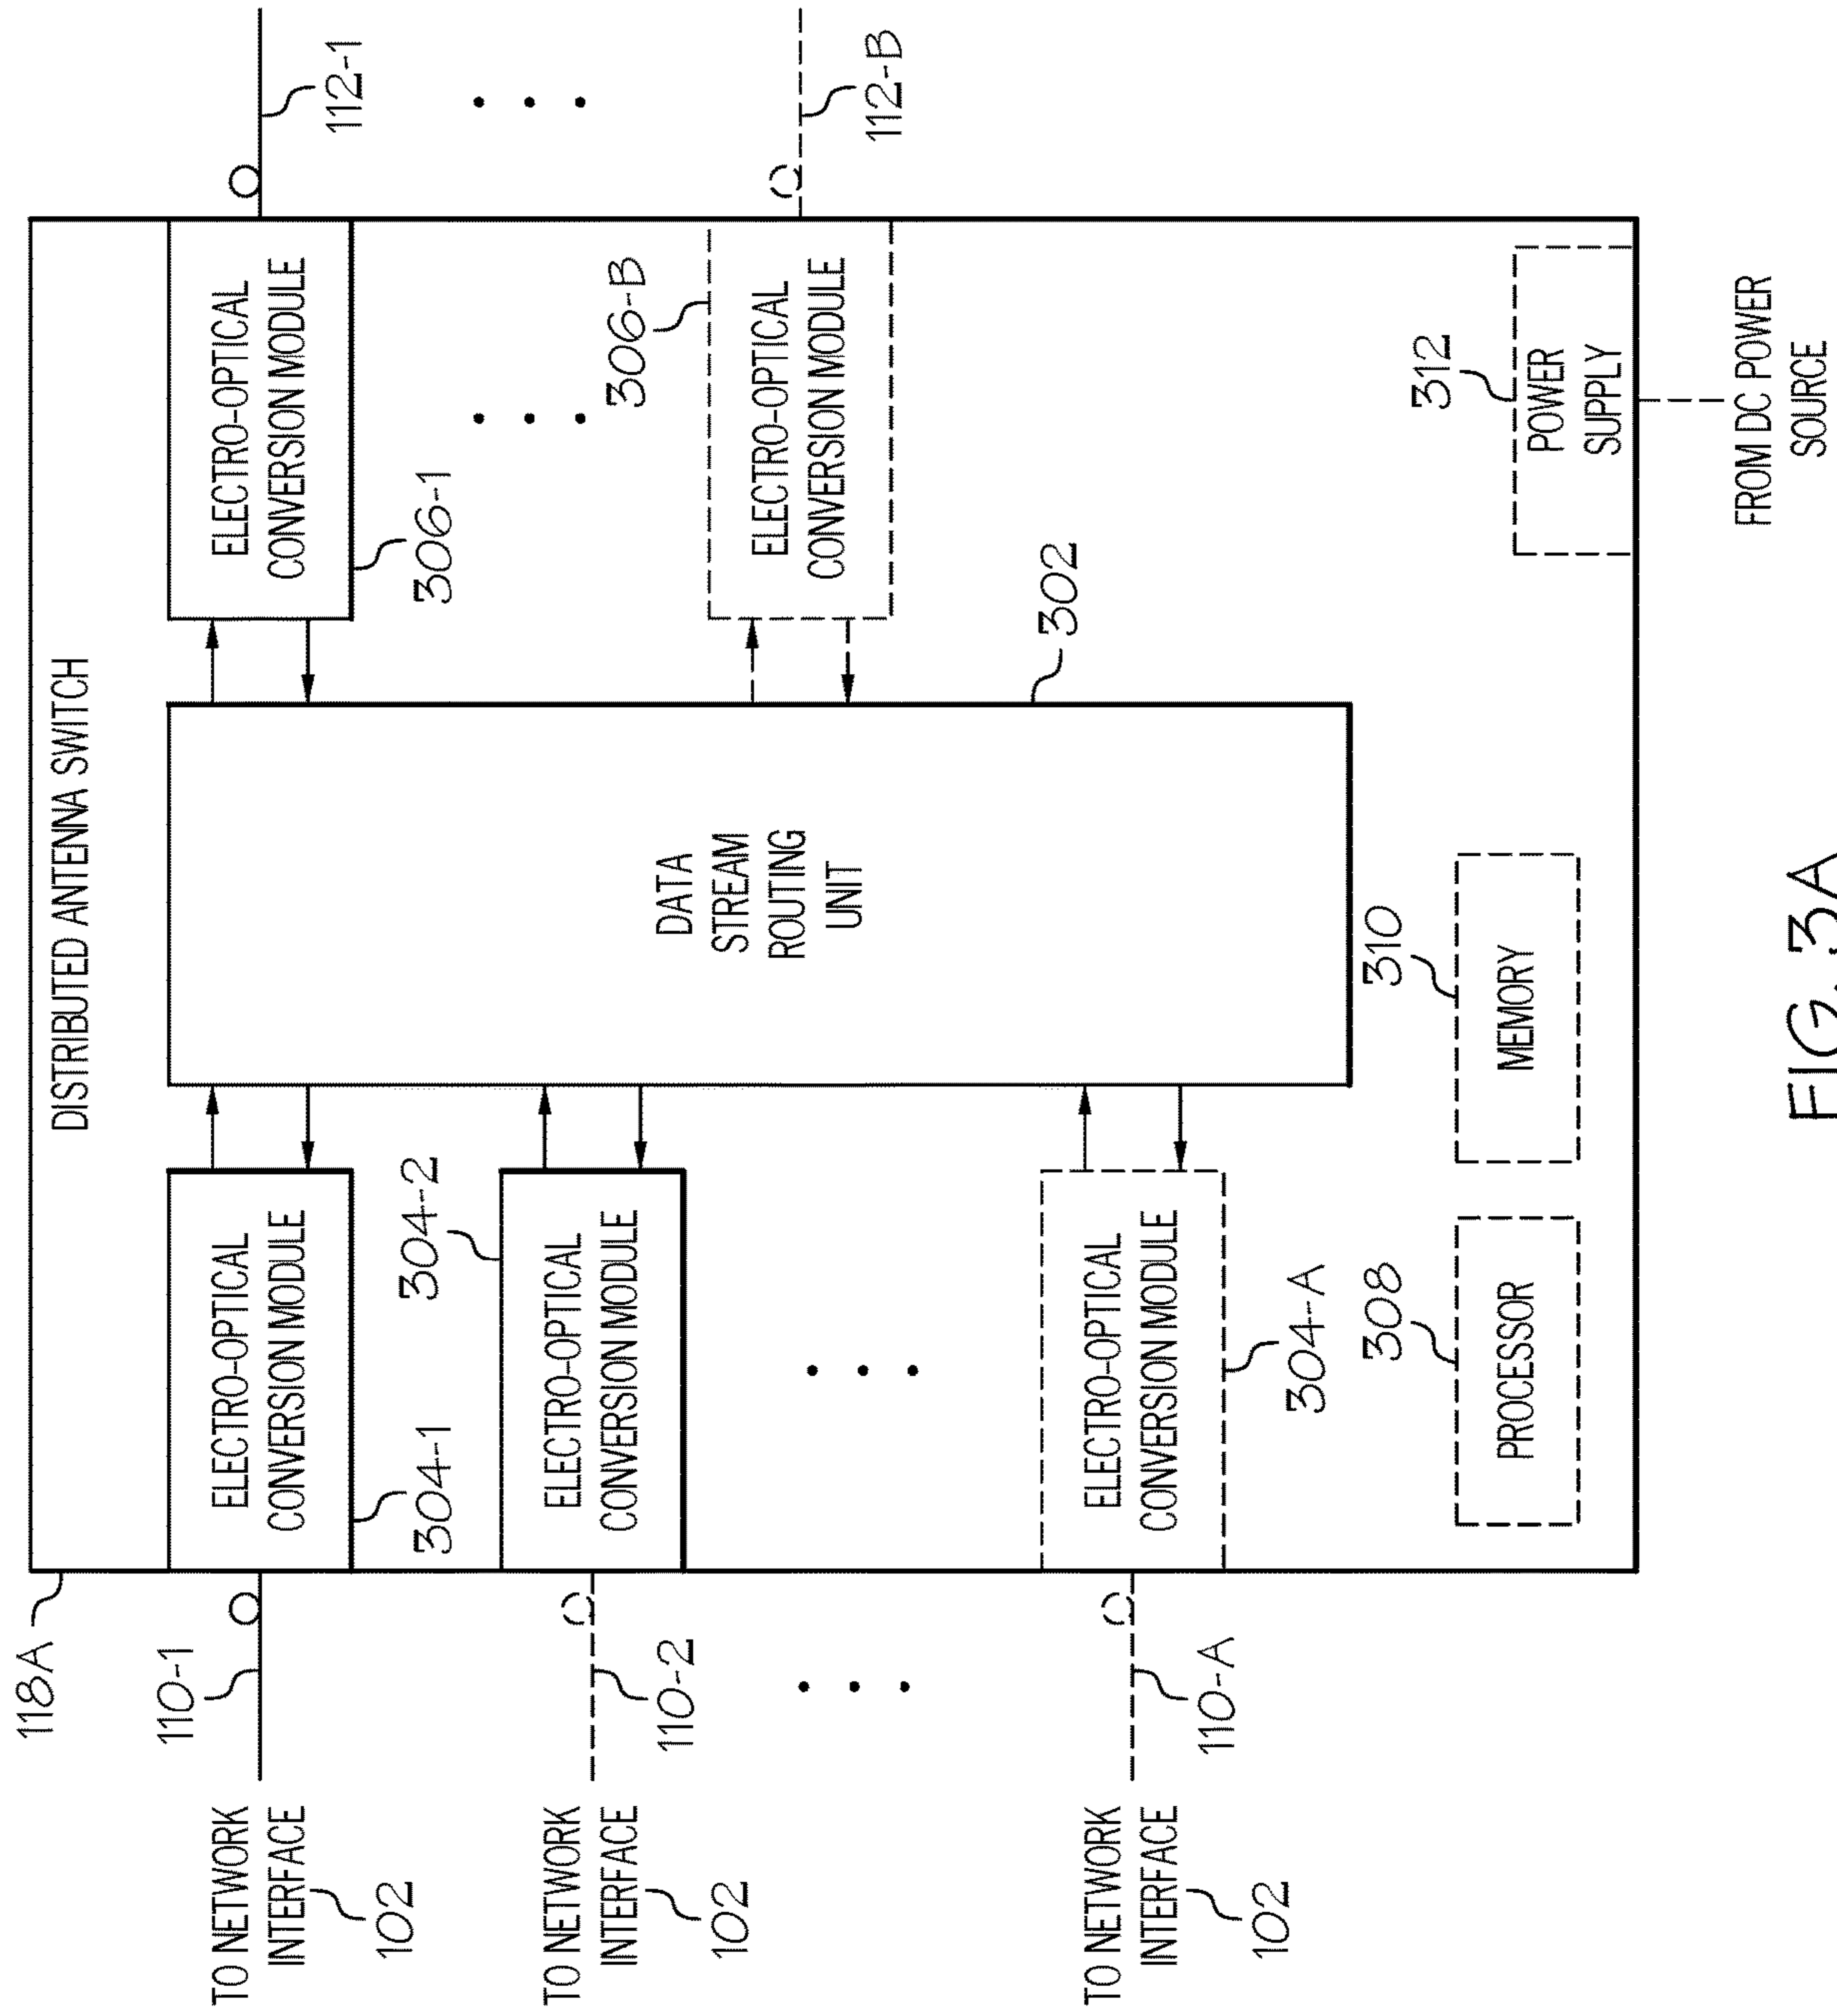 DISTRIBUTED ANTENNA SWITCH
118A
TO NETWORK
INTERFACE
102
110-1
ELECTRO-OPTICAL
CONVERSION MODULE
304-1
TO NETWORK
INTERFACE
102
110-2
ELECTRO-OPTICAL
CONVERSION MODULE
304-2
TO NETWORK
INTERFACE
102
110-A
ELECTRO-OPTICAL
CONVERSION MODULE
304-A
DATA
STREAM
ROUTING
UNIT
302
ELECTRO-OPTICAL
CONVERSION MODULE
306-1
112-1
ELECTRO-OPTICAL
CONVERSION MODULE
306-B
112-B
PROCESSOR
308
MEMORY
310
POWER
SUPPLY
312
FROM DC POWER
SOURCE
FIG. 3A